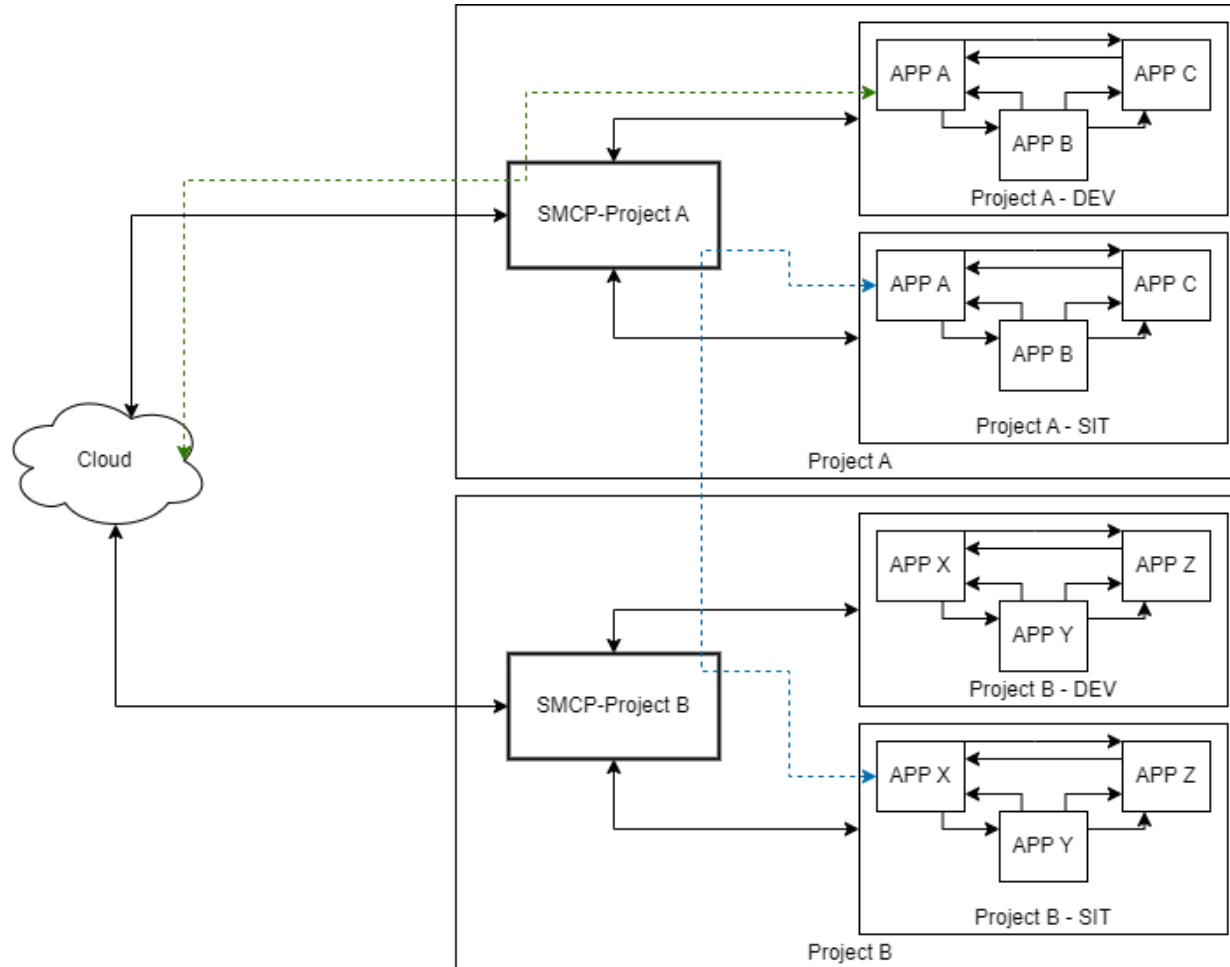 APP A
APP C
APP B
Project A - DEV
SMCP-Project A
APP A
APP C
APP B
Project A - SIT
Project A
Cloud
APP X
APP Z
APP Y
Project B - DEV
SMCP-Project B
APP X
APP Z
APP Y
Project B - SIT
Project B